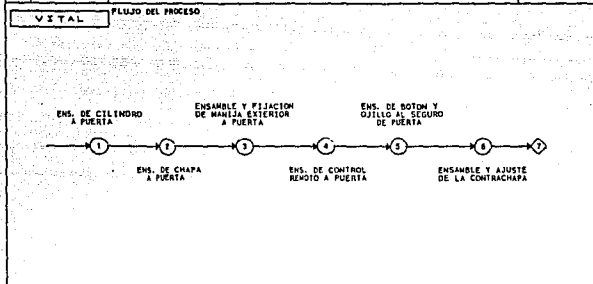 FLUJO DEL PROCESO
VITAL
ENS. DE CILINDRO
A PUERTA
ENSAMBLE Y FIJACION
DE MANIJA EXTERIOR
A PUERTA
ENS. DE BOTON Y
OJILLO AL SEGURO
DE PUERTA
1 2 3 4 5 6 7
ENS. DE CHAPA
A PUERTA
ENS. DE CONTROL
REMOTO A PUERTA
ENSAMBLE Y AJUSTE
DE LA CONTRACHAPA